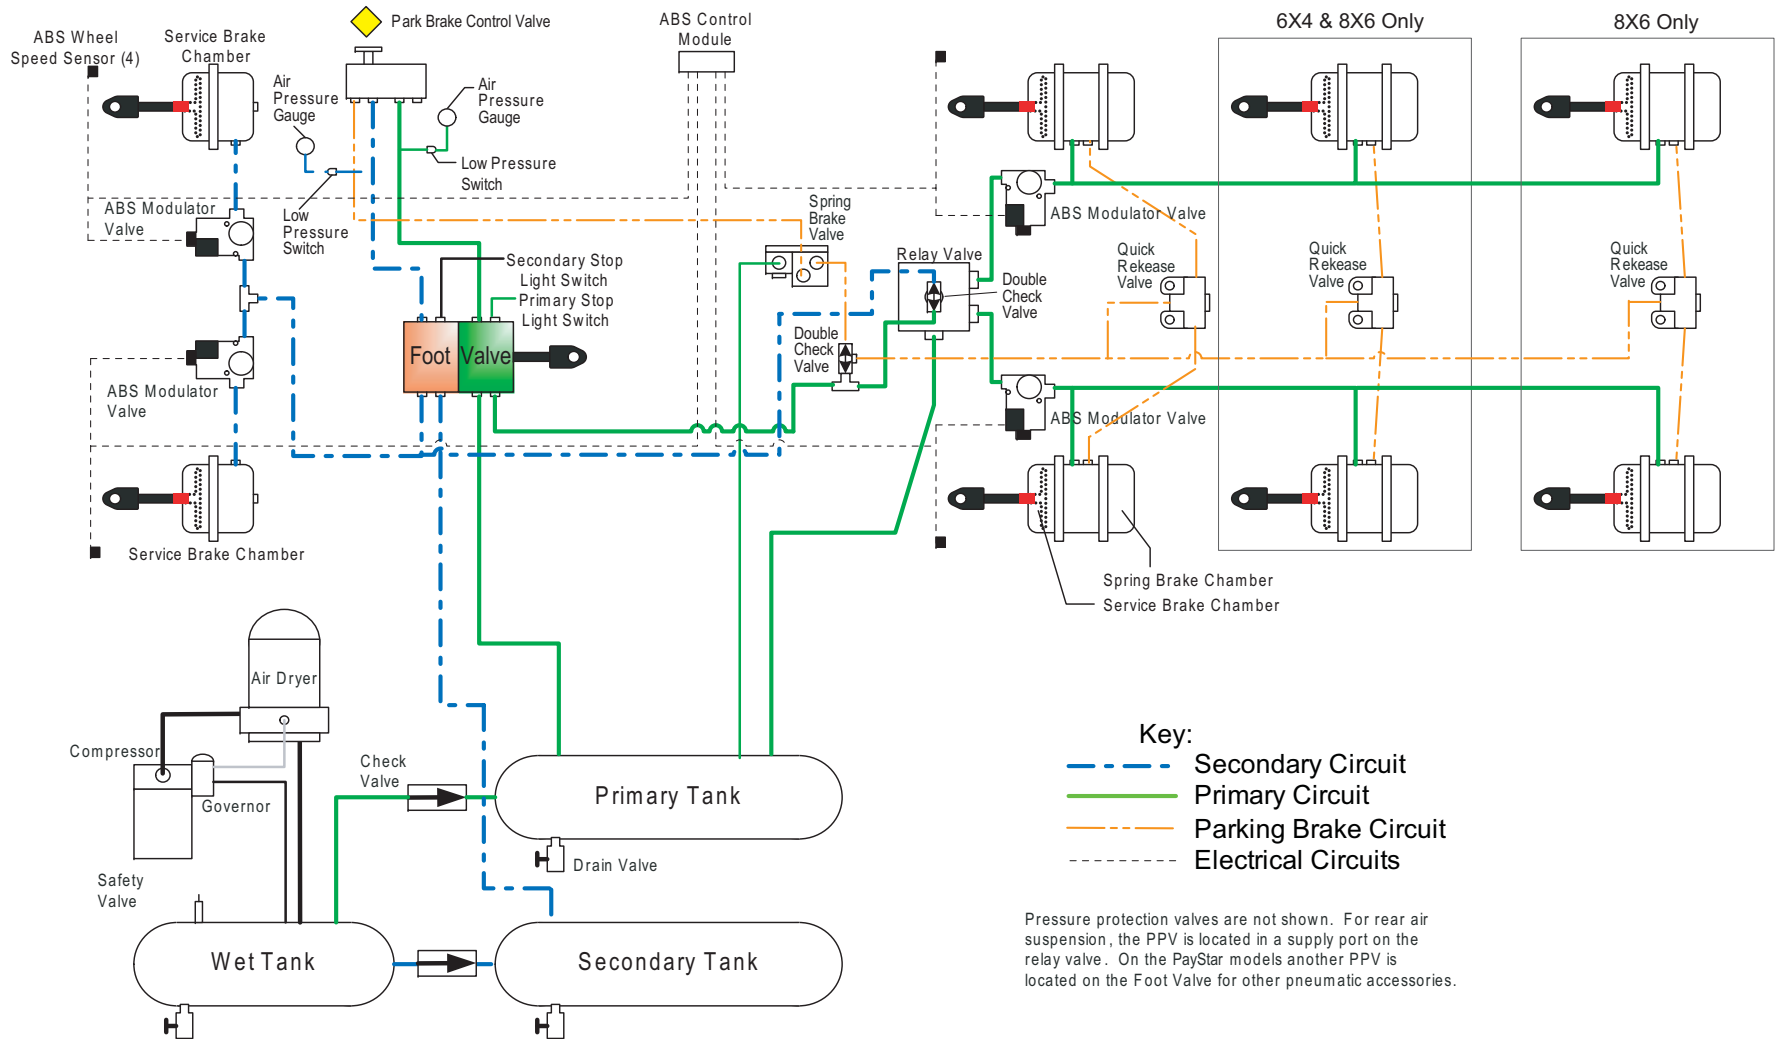 Park Brake Control Valve
ABS Control
Module
6X4 & 8X6 Only
8X6 Only
ABS Wheel
Speed Sensor (4)
Service Brake
Chamber
Air
Pressure
Gauge
Air
Pressure
Gauge
Low Pressure
Switch
Low
Pressure
Switch
ABS Modulator
Valve
Spring
Brake
Valve
Relay Valve
Double
Check
Valve
ABS Modulator Valve
Quick
Rekease
Valve
Quick
Rekease
Valve
Quick
Rekease
Valve
Secondary Stop
Light Switch
Primary Stop
Light Switch
Foot Valve
Double
Check
Valve
ABS Modulator
Valve
ABS Modulator Valve
Service Brake Chamber
Spring Brake Chamber
Service Brake Chamber
Air Dryer
Compressor
Governor
Check
Valve
Primary Tank
Drain Valve
Safety
Valve
Wet Tank
Secondary Tank
Key:
Secondary Circuit
Primary Circuit
Parking Brake Circuit
Electrical Circuits
Pressure protection valves are not shown. For rear air
suspension, the PPV is located in a supply port on the
relay valve. On the PayStar models another PPV is
located on the Foot Valve for other pneumatic accessories.